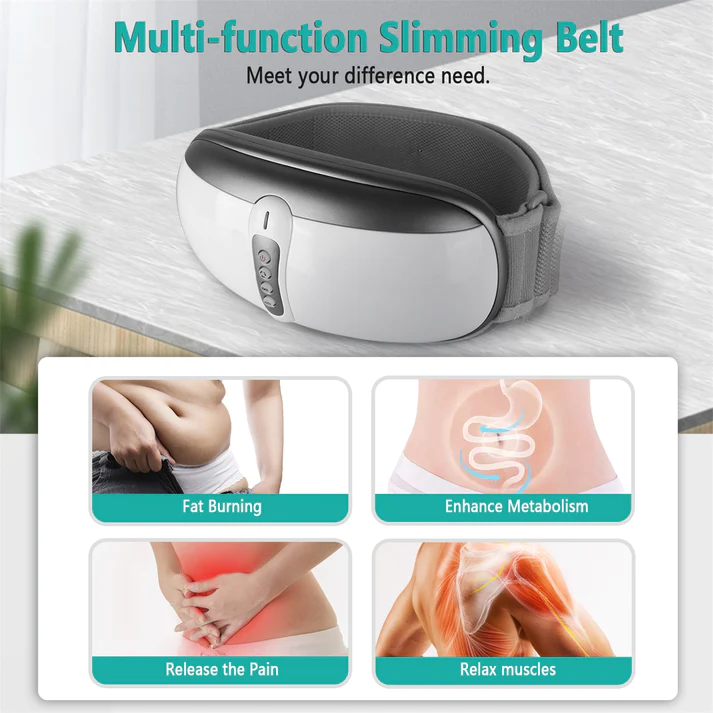 Multi-function Slimming Belt
Meet your difference need.
Fat Burning
Enhance Metabolism
Release the Pain
Relax muscles